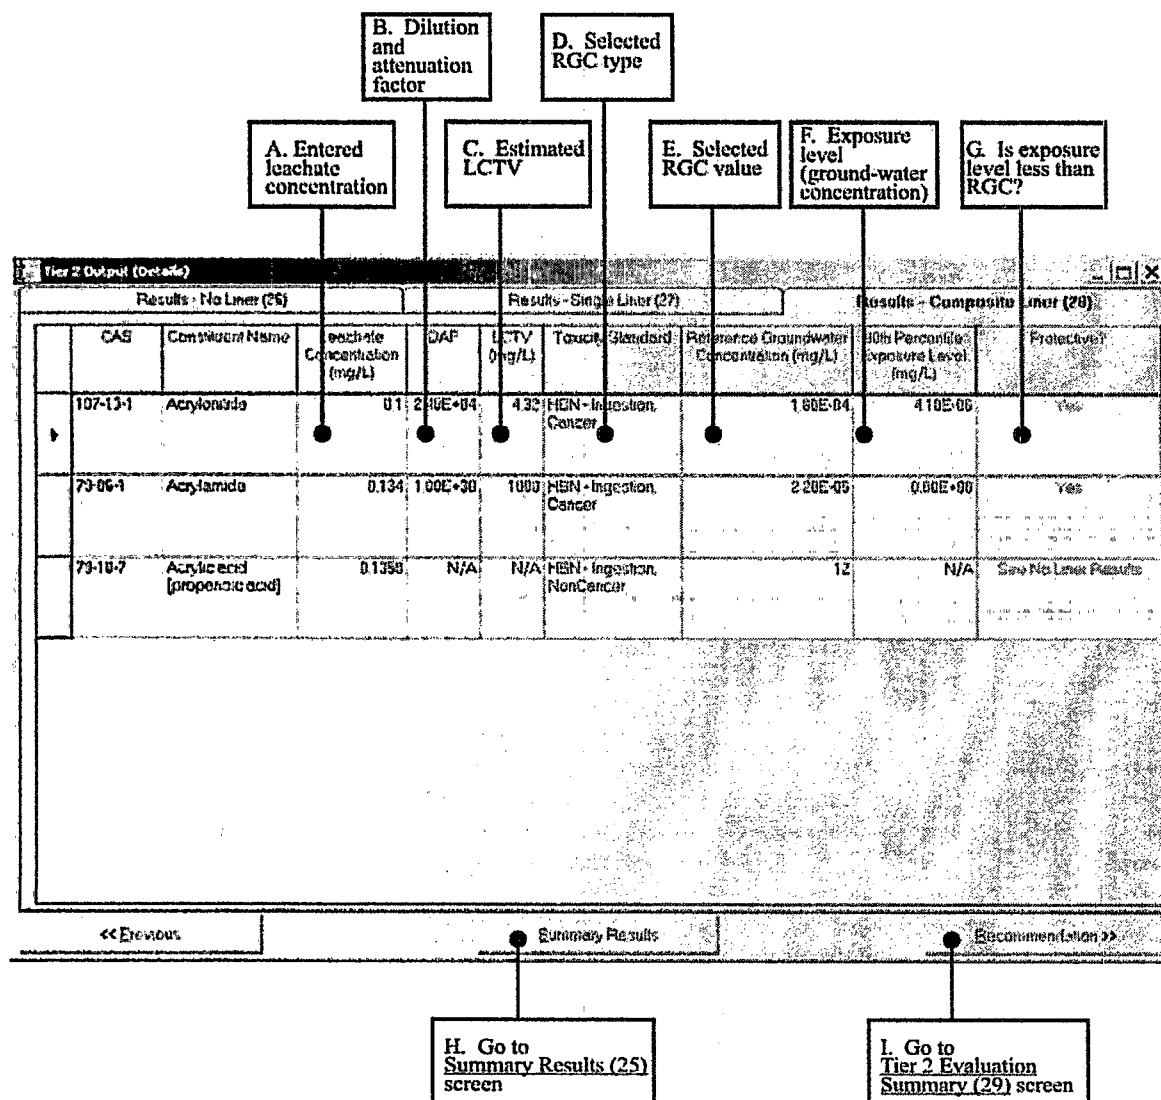 B. Dilution
and
attenuation
factor
D. Selected
RGC type
A. Entered
leachate
concentration
C. Estimated
LCTV
E. Selected
RGC value
F. Exposure
level
(ground-water
concentration)
G. Is exposure
level less than
RGC?
Tier 2 Output (Details)
Results - No Liner (26)
Results - Single Liner (27)
Results - Composite Liner (28)
CAS
Constituent Name
Leachate
Concentration
(mg/L)
DAF
LCTV
(mg/L)
Toxicity Standard
Reference Groundwater
Concentration (mg/L)
90th Percentile
Exposure Level
(mg/L)
Protective?
107-13-1 0.1 4.32 HBN - Ingestion, Yes
Cancer
79-06-1 Acrylamide 0.134 1.00E+30 1000 HBN - Ingestion, 2.20E-05 0.00E+00 Yes
Cancer
79-10-7 Acrylic acid N/A N/A HBN - Ingestion, 12 N/A See No Liner Results
[propenoic acid] NonCancer
<< Previous
Summary Results
Recommendation >>
H. Go to
Summary Results (25)
screen
I. Go to
Tier 2 Evaluation
Summary (29) screen